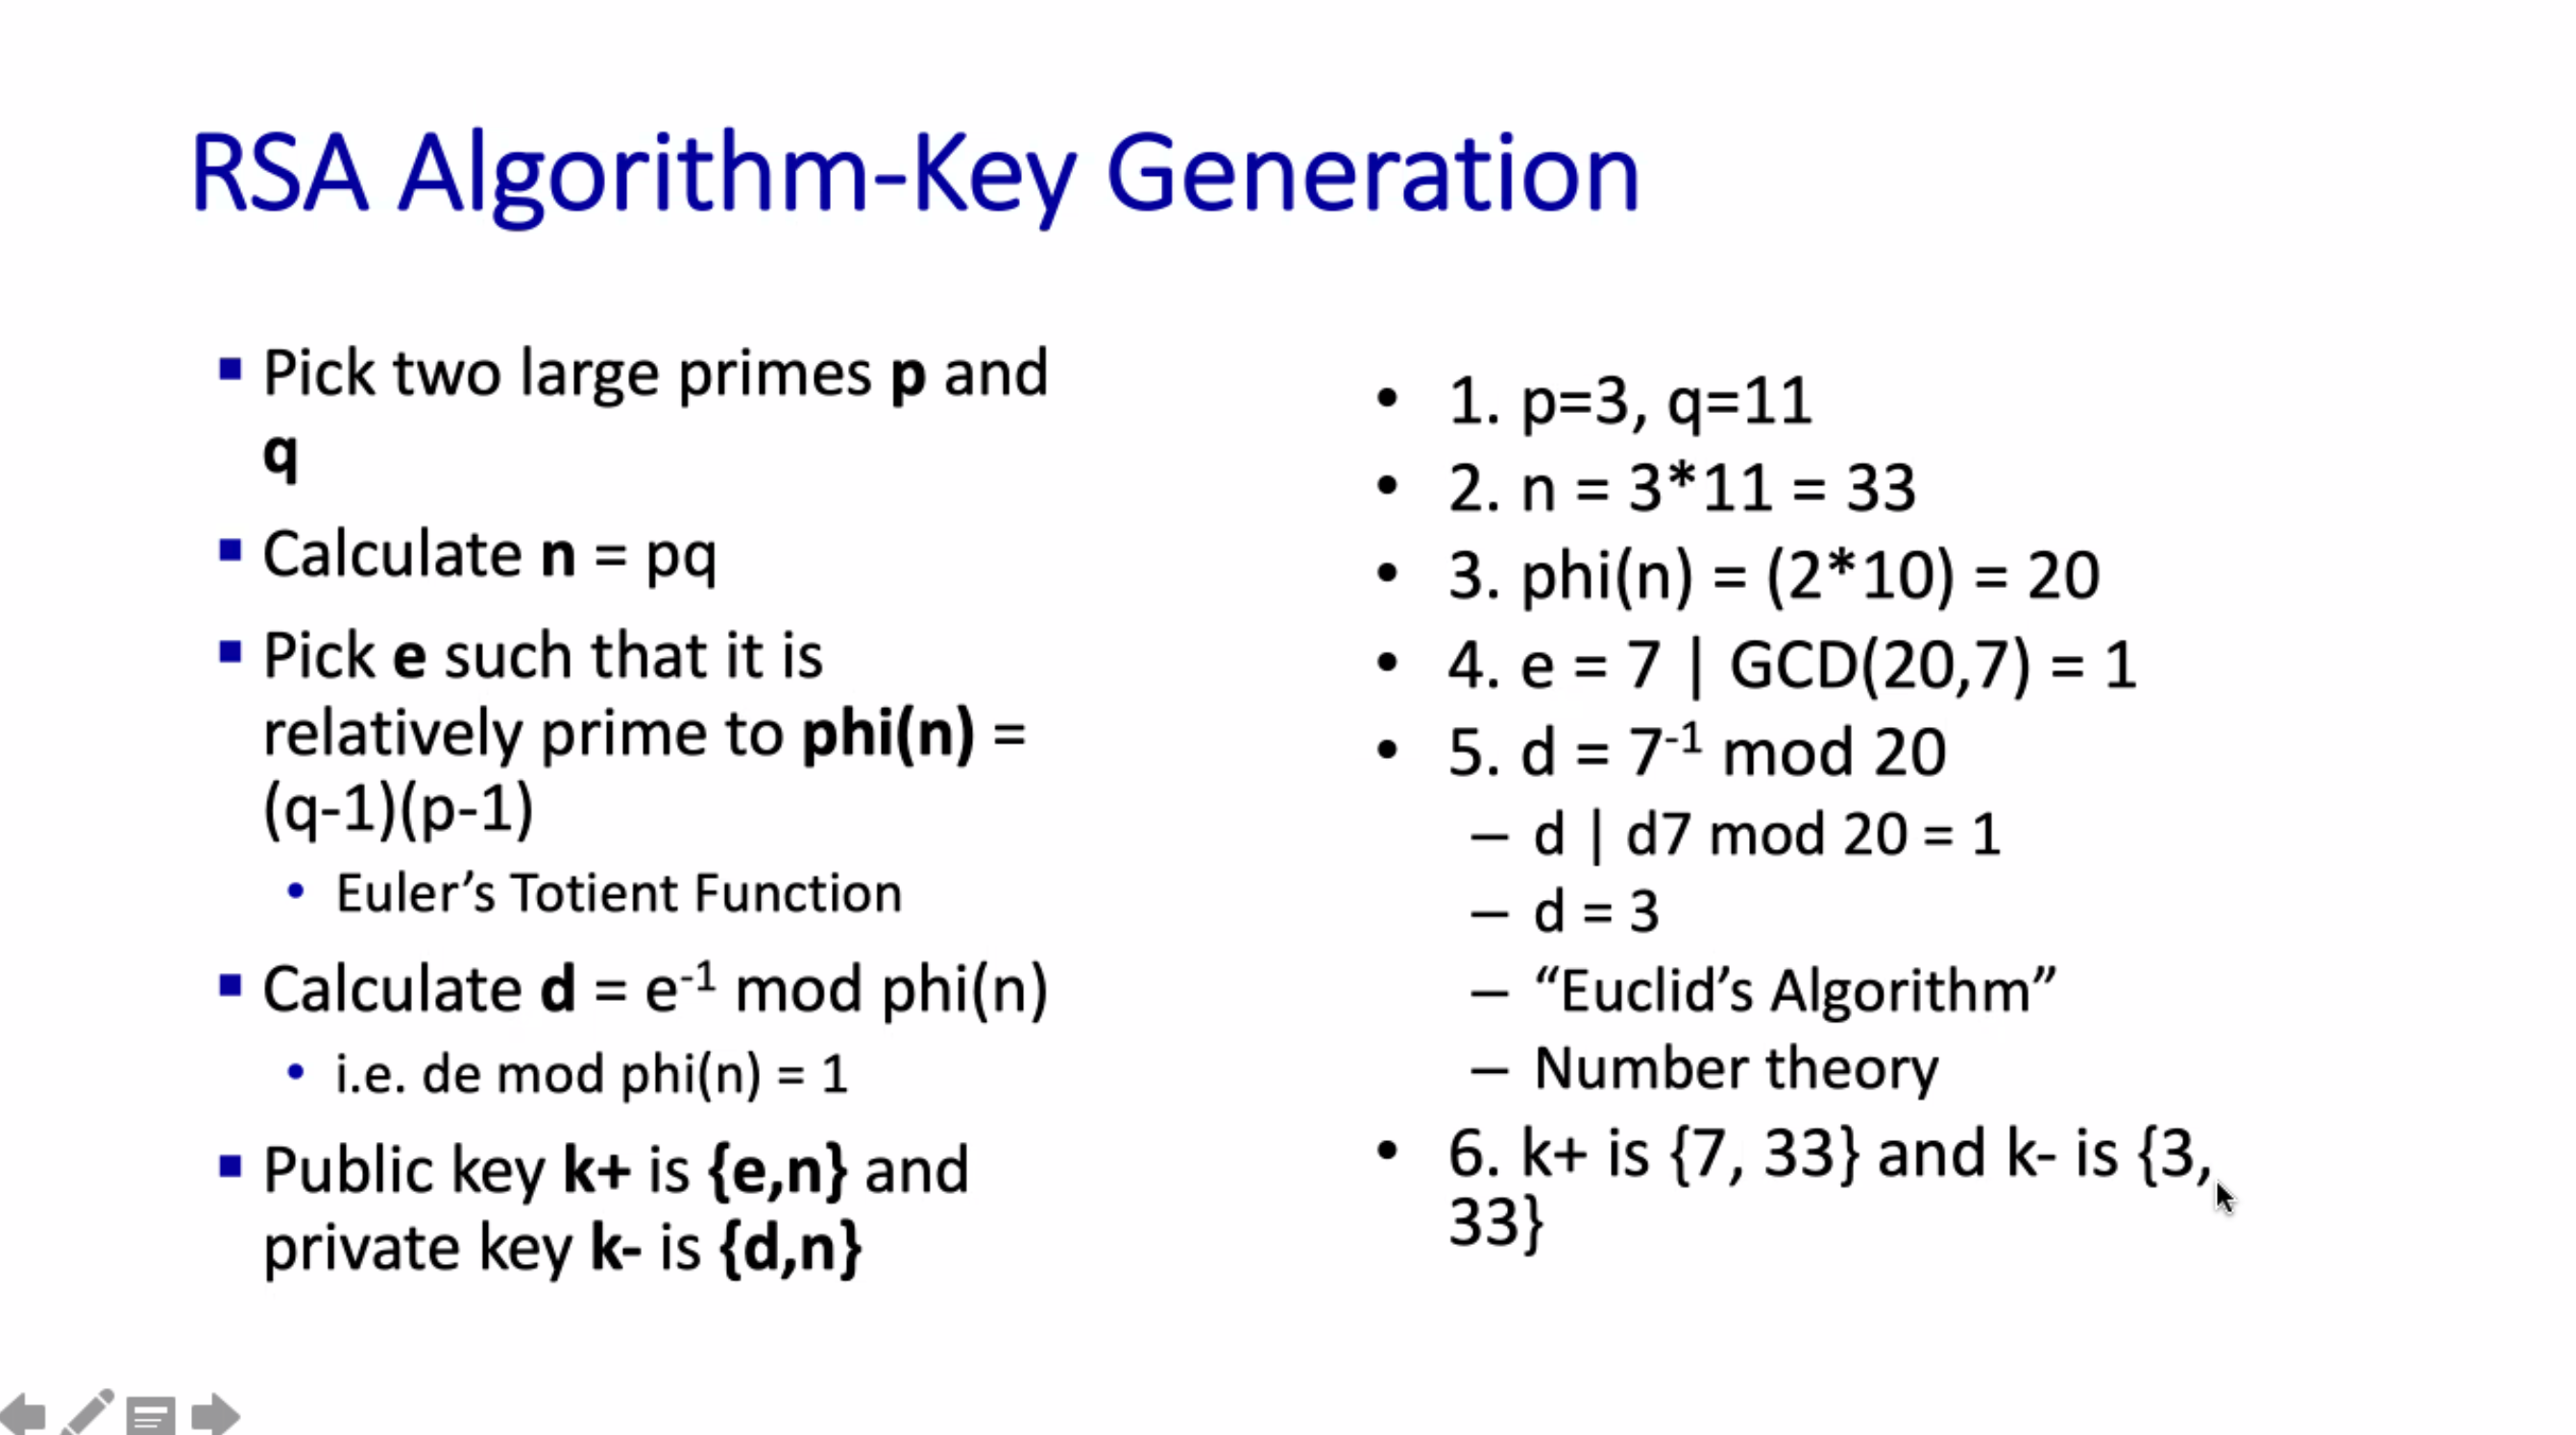 RSA Algorithm-Key Generation
▪ Pick two large primes p and
q
▪ Calculate n = pq
▪ Pick e such that it is
relatively prime to phi(n) =
(q-1)(p-1)
• Euler’s Totient Function
▪ Calculate d = e⁻¹ mod phi(n)
• i.e. de mod phi(n) = 1
▪ Public key k+ is {e,n} and
private key k- is {d,n}
• 1. p=3, q=11
• 2. n = 3*11 = 33
• 3. phi(n) = (2*10) = 20
• 4. e = 7 | GCD(20,7) = 1
• 5. d = 7⁻¹ mod 20
– d | d7 mod 20 = 1
– d = 3
– “Euclid’s Algorithm”
– Number theory
• 6. k+ is {7, 33} and k- is {3,
33}